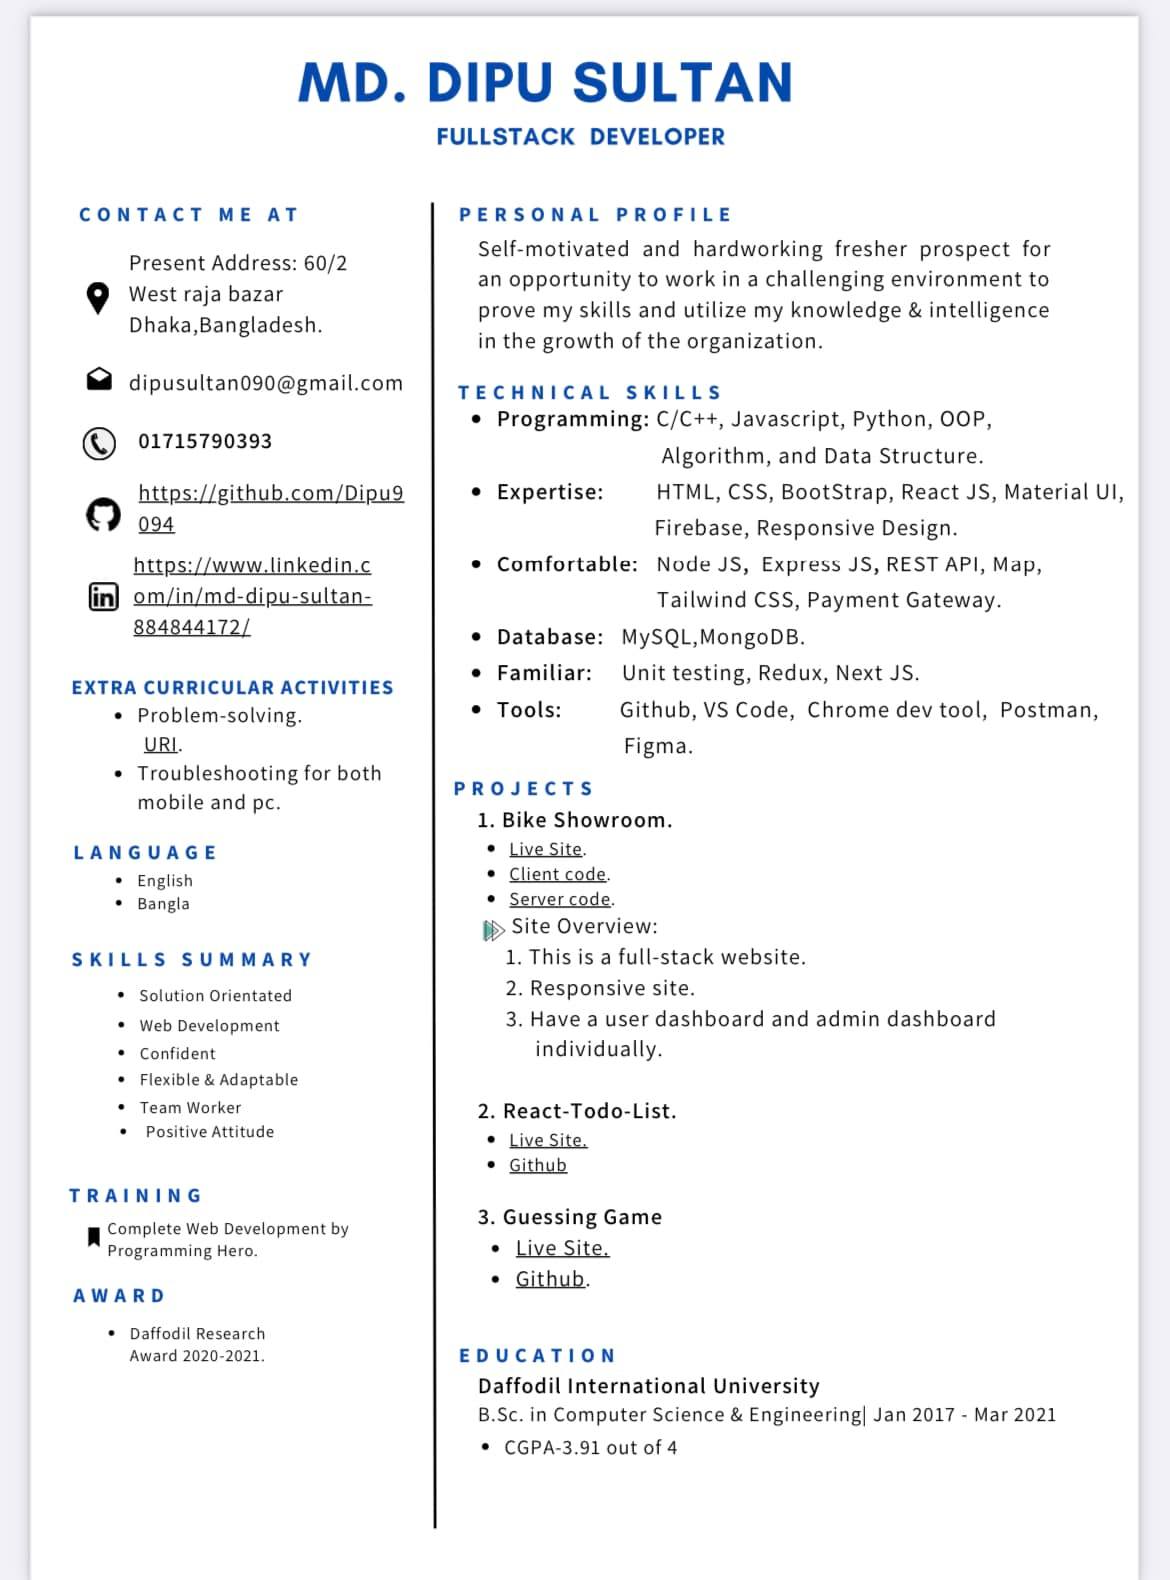 MD. DIPU SULTAN
FULLSTACK DEVELOPER
CONTACT ME AT
Present Address: 60/2
West raja bazar
Dhaka,Bangladesh.
dipusultan090@gmail.com
01715790393
https://github.com/Dipu9
094
https://www.linkedin.c
om/in/md-dipu-sultan-
884844172/
EXTRA CURRICULAR ACTIVITIES
• Problem-solving.
URI.
• Troubleshooting for both
mobile and pc.
LANGUAGE
• English
• Bangla
SKILLS SUMMARY
• Solution Orientated
• Web Development
• Confident
• Flexible & Adaptable
• Team Worker
• Positive Attitude
TRAINING
Complete Web Development by
Programming Hero.
AWARD
• Daffodil Research
Award 2020-2021.
PERSONAL PROFILE
Self-motivated and hardworking fresher prospect for
an opportunity to work in a challenging environment to
prove my skills and utilize my knowledge & intelligence
in the growth of the organization.
TECHNICAL SKILLS
• Programming: C/C++, Javascript, Python, OOP,
Algorithm, and Data Structure.
• Expertise: HTML, CSS, BootStrap, React JS, Material UI,
Firebase, Responsive Design.
• Comfortable: Node JS, Express JS, REST API, Map,
Tailwind CSS, Payment Gateway.
• Database: MySQL,MongoDB.
• Familiar: Unit testing, Redux, Next JS.
• Tools: Github, VS Code, Chrome dev tool, Postman,
Figma.
PROJECTS
1. Bike Showroom.
• Live Site.
• Client code.
• Server code.
Site Overview:
1. This is a full-stack website.
2. Responsive site.
3. Have a user dashboard and admin dashboard
individually.
2. React-Todo-List.
• Live Site.
• Github
3. Guessing Game
• Live Site.
• Github.
EDUCATION
Daffodil International University
B.Sc. in Computer Science & Engineering| Jan 2017 - Mar 2021
• CGPA-3.91 out of 4